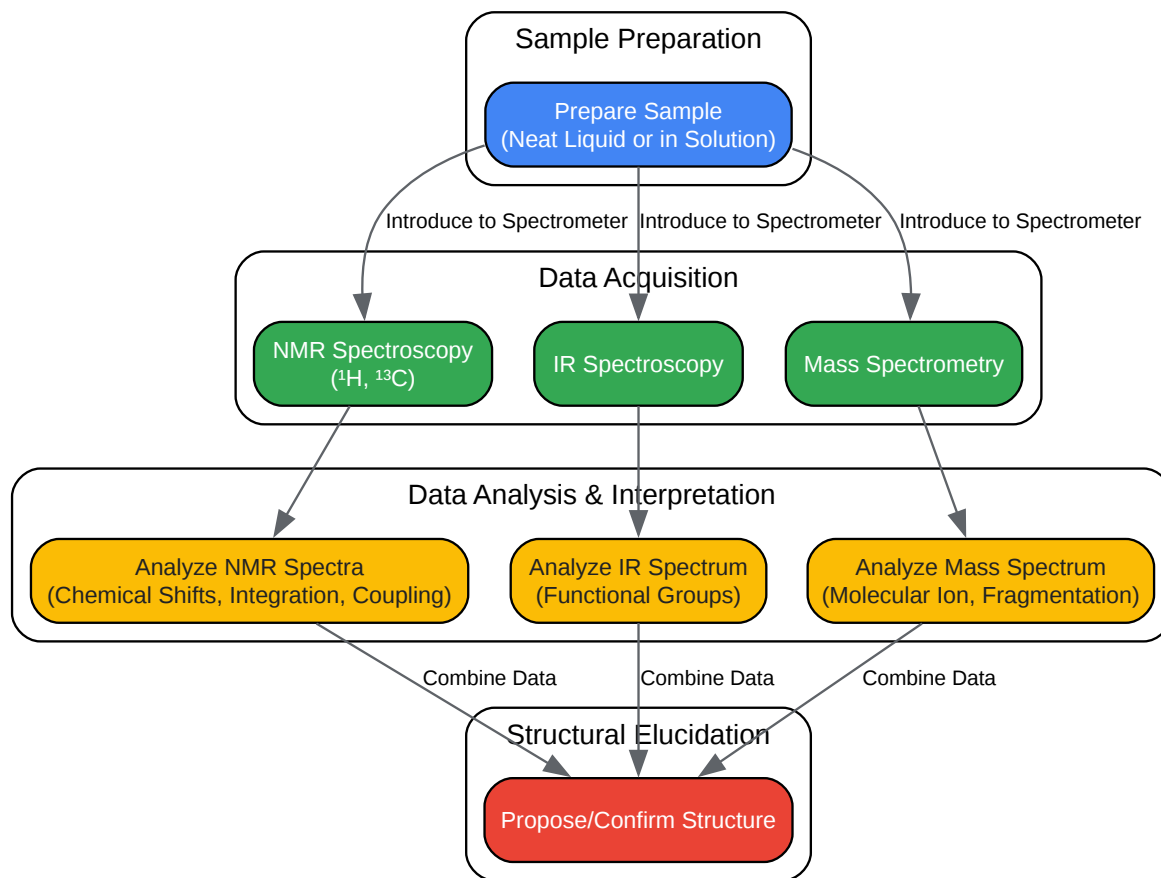 Sample Preparation
Prepare Sample
(Neat Liquid or in Solution)
Introduce to Spectrometer
Introduce to Spectrometer
Introduce to Spectrometer
Data Acquisition
NMR Spectroscopy
(¹H, ¹³C)
IR Spectroscopy
Mass Spectrometry
Data Analysis & Interpretation
Analyze NMR Spectra
(Chemical Shifts, Integration, Coupling)
Analyze IR Spectrum
(Functional Groups)
Analyze Mass Spectrum
(Molecular Ion, Fragmentation)
Combine Data
Combine Data
Combine Data
Structural Elucidation
Propose/Confirm Structure